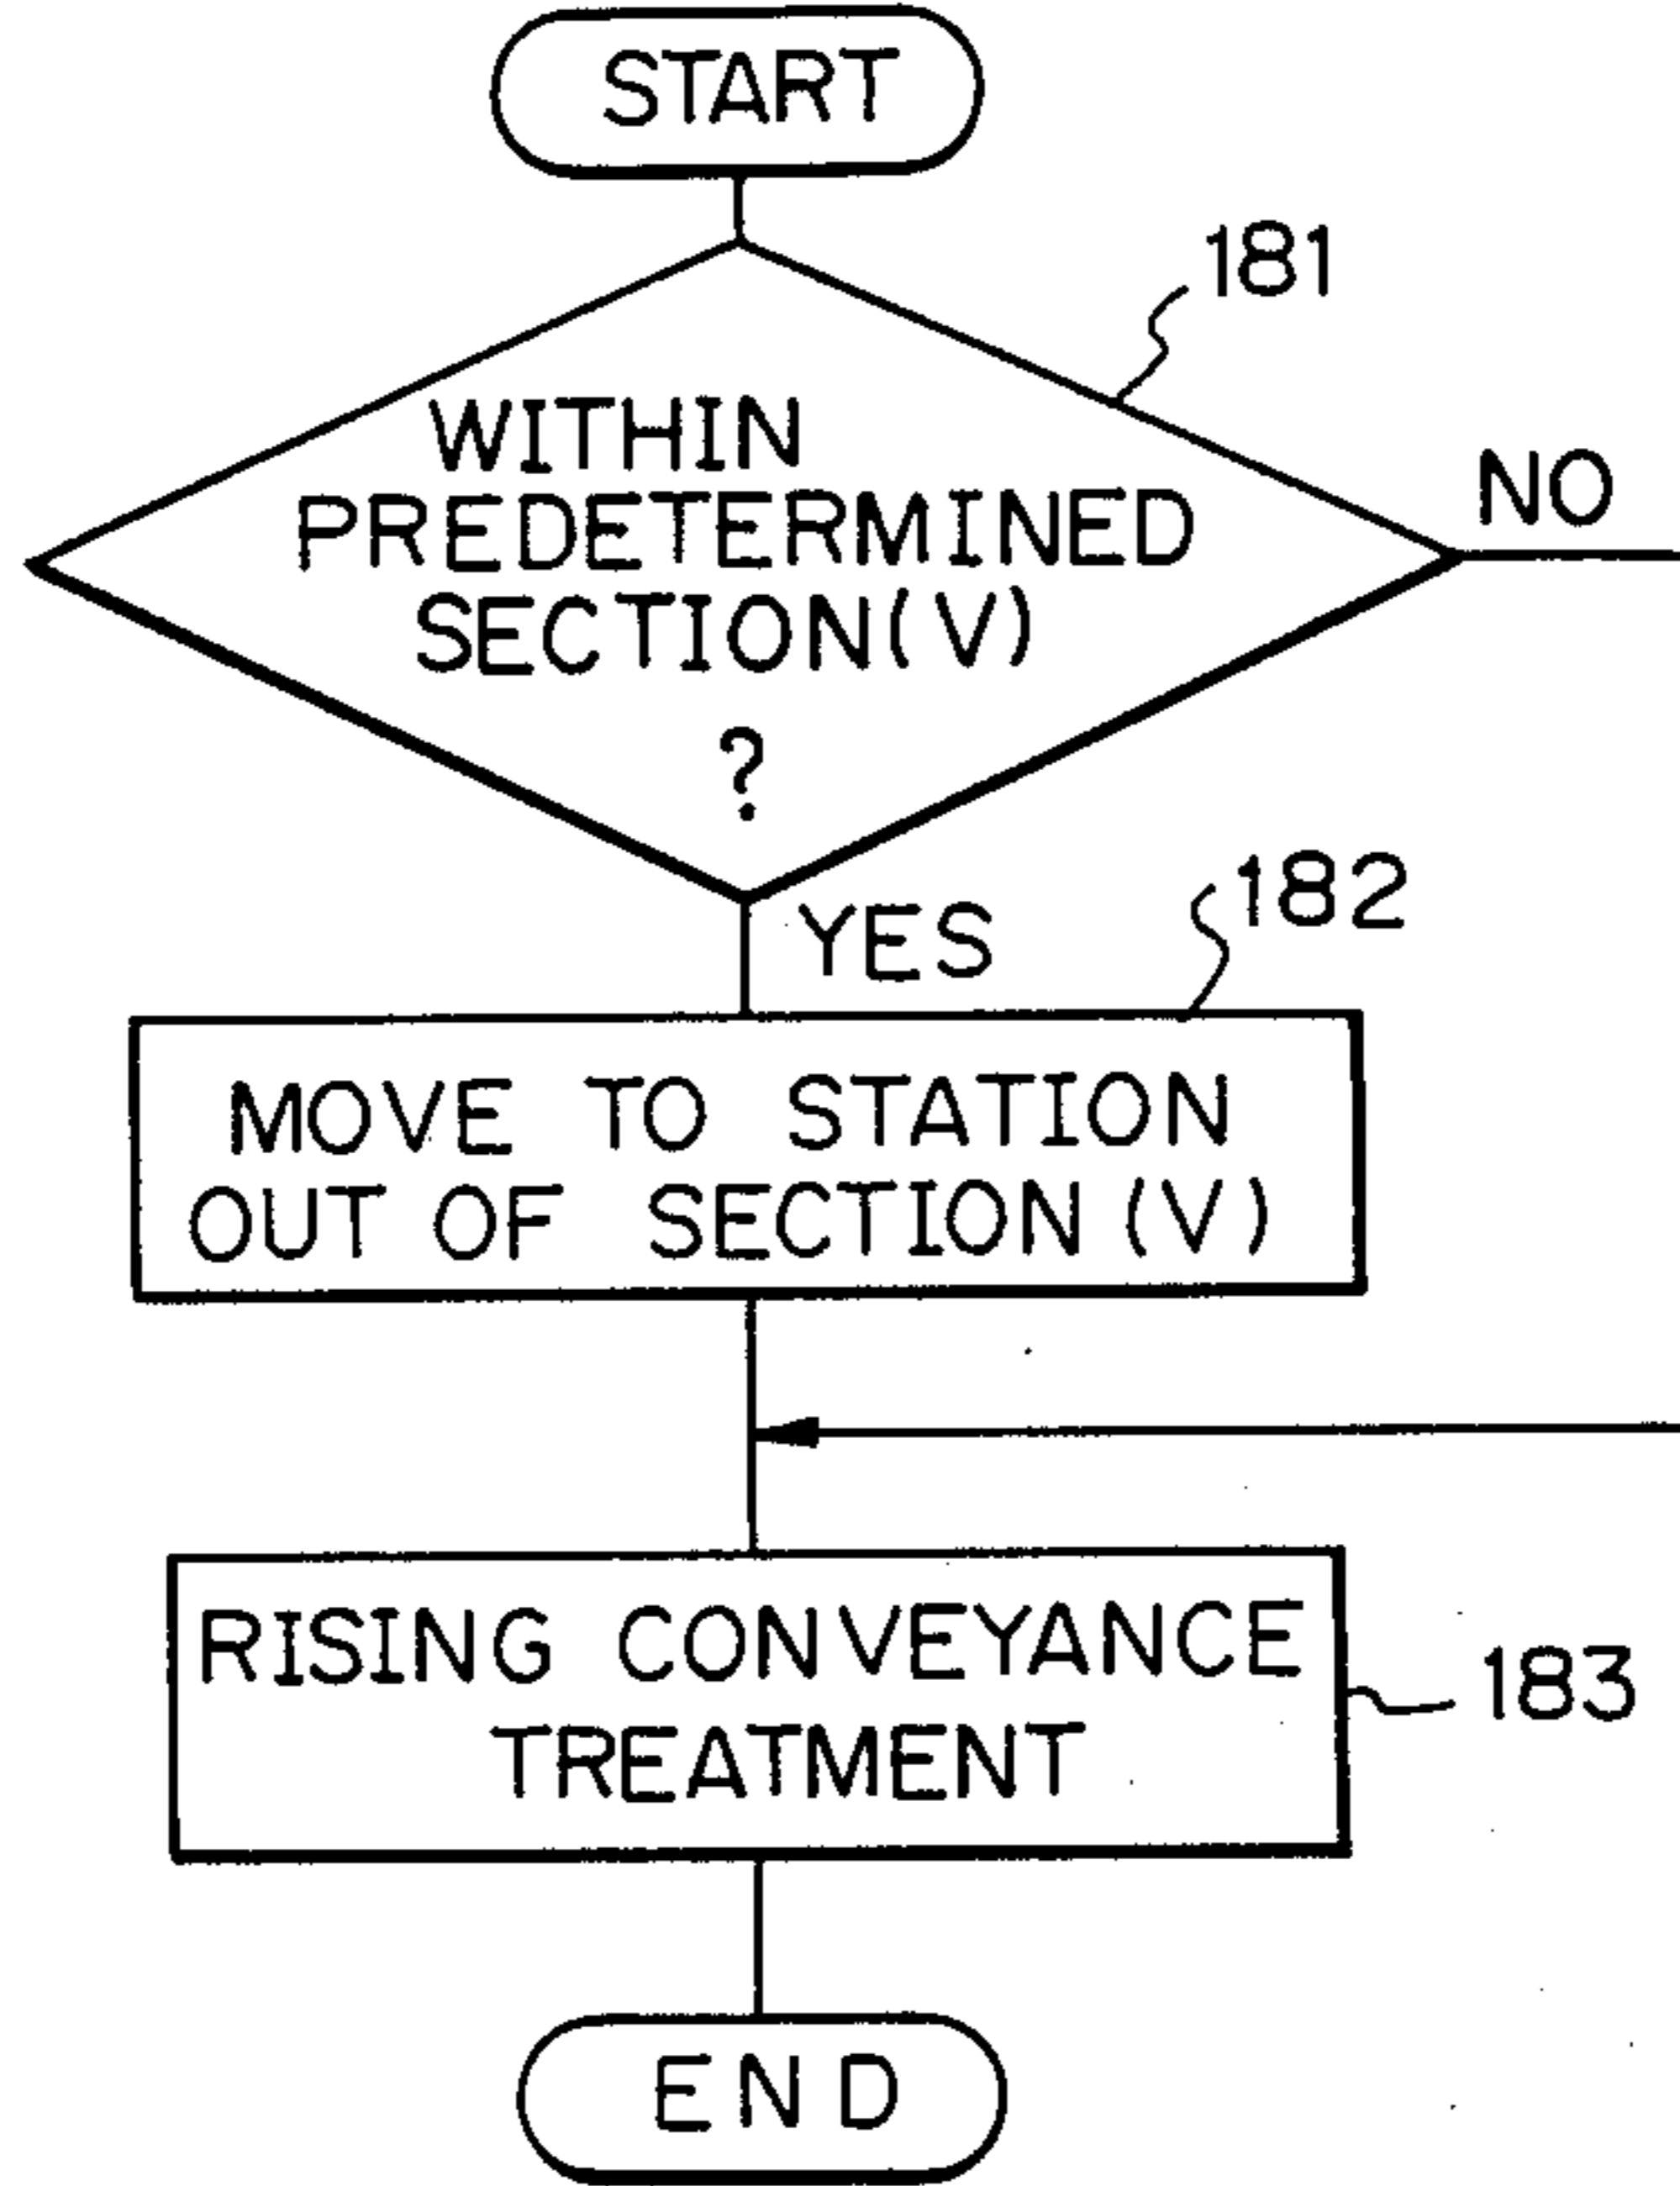 START
181
WITHIN
PREDETERMINED
SECTION(V)
?
NO
YES
182
MOVE TO STATION
OUT OF SECTION (V)
RISING CONVEYANCE
TREATMENT
183
END